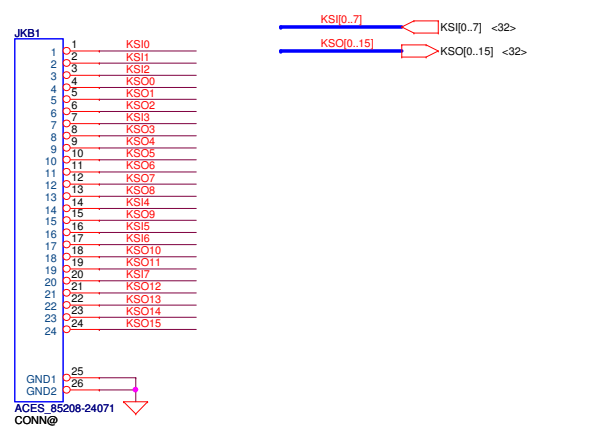 KSI[0..7] KSI[0..7] <32>
KSO[0..15] KSO[0..15] <32>
JKB1
1 1 KSI0
2 2 KSI1
3 3 KSI2
4 4 KSO0
5 5 KSO1
6 6 KSO2
7 7 KSI3
8 8 KSO3
9 9 KSO4
10 10 KSO5
11 11 KSO6
12 12 KSO7
13 13 KSO8
14 14 KSI4
15 15 KSO9
16 16 KSI5
17 17 KSI6
18 18 KSO10
19 19 KSO11
20 20 KSI7
21 21 KSO12
22 22 KSO13
23 23 KSO14
24 24 KSO15
GND1 25
GND2 26
ACES_85208-24071
CONN@